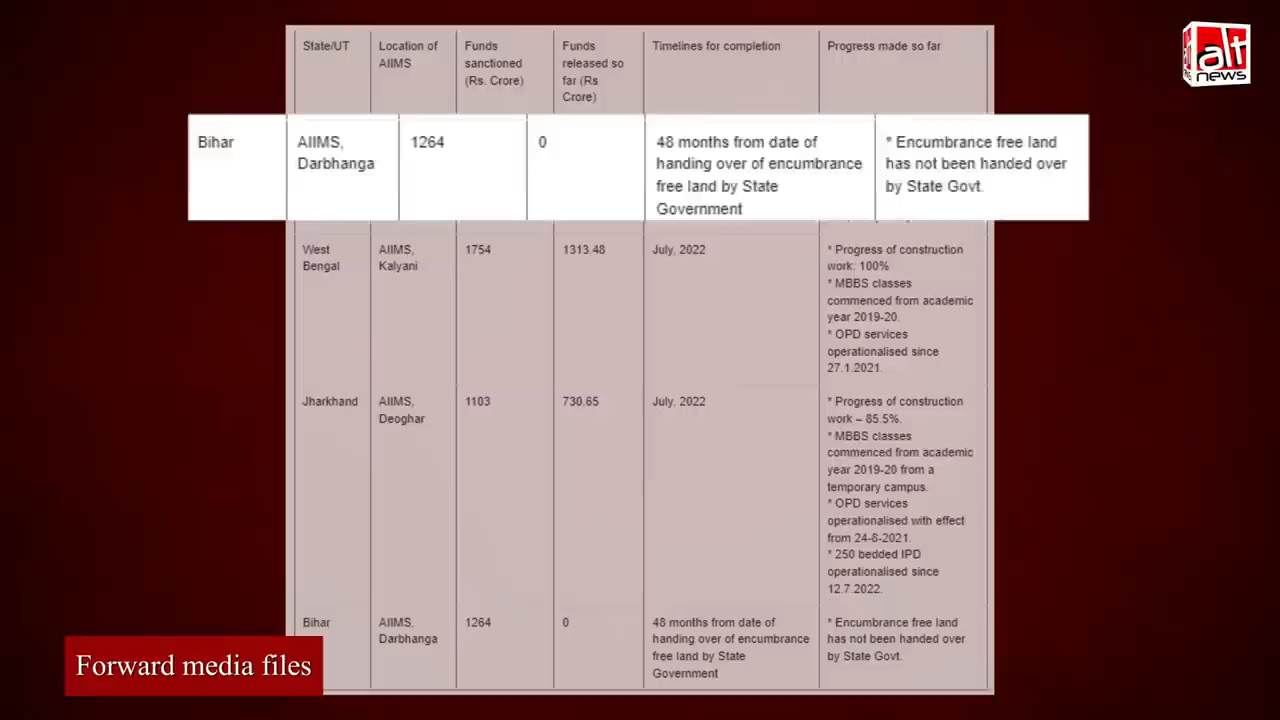 State/UT
Location of
AIIMS
Funds
sanctioned
(Rs. Crore)
Funds
released so
far (Rs
Crore)
Timelines for completion
Progress made so far
Bihar
AIIMS,
Darbhanga
1264
0
48 months from date of
handing over of encumbrance
free land by State
Government
* Encumbrance free land
has not been handed over
by State Govt.
West
Bengal
AIIMS,
Kalyani
1754
1313.48
July, 2022
* Progress of construction
work: 100%
* MBBS classes
commenced from academic
year 2019-20.
* OPD services
operationalised since
27.1.2021.
Jharkhand
AIIMS,
Deoghar
1103
730.65
July, 2022
* Progress of construction
work – 85.5%.
* MBBS classes
commenced from academic
year 2019-20 from a
temporary campus.
* OPD services
operationalised with effect
from 24-8-2021.
* 250 bedded IPD
operationalised since
12.7.2022.
Bihar
AIIMS,
Darbhanga
1264
0
48 months from date of
handing over of encumbrance
free land by State
Government
* Encumbrance free land
has not been handed over
by State Govt.
Forward media files
alt
news